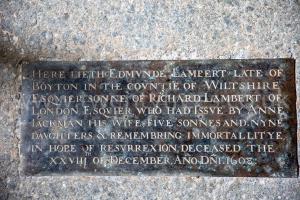 HERE LIETH EDMVNDE LAMBERT LATE OF
BOYTON IN THE COVNTIE OF WILTSHIRE
ESQVIER SONNE OF RICHARD LAMBERT OF
LONDON ESQVIER WHO HAD ISSVE BY ANNE
IACKMAN HIS WIFE FIVE SONNES AND NYNE
DAVGHTERS, & REMEMBRING IMMORTALLITYE
IN HOPE OF RESVRREXION, DECEASED THE
XXVIIJTH OF DECEMBER, ANO DÑI. 1608: